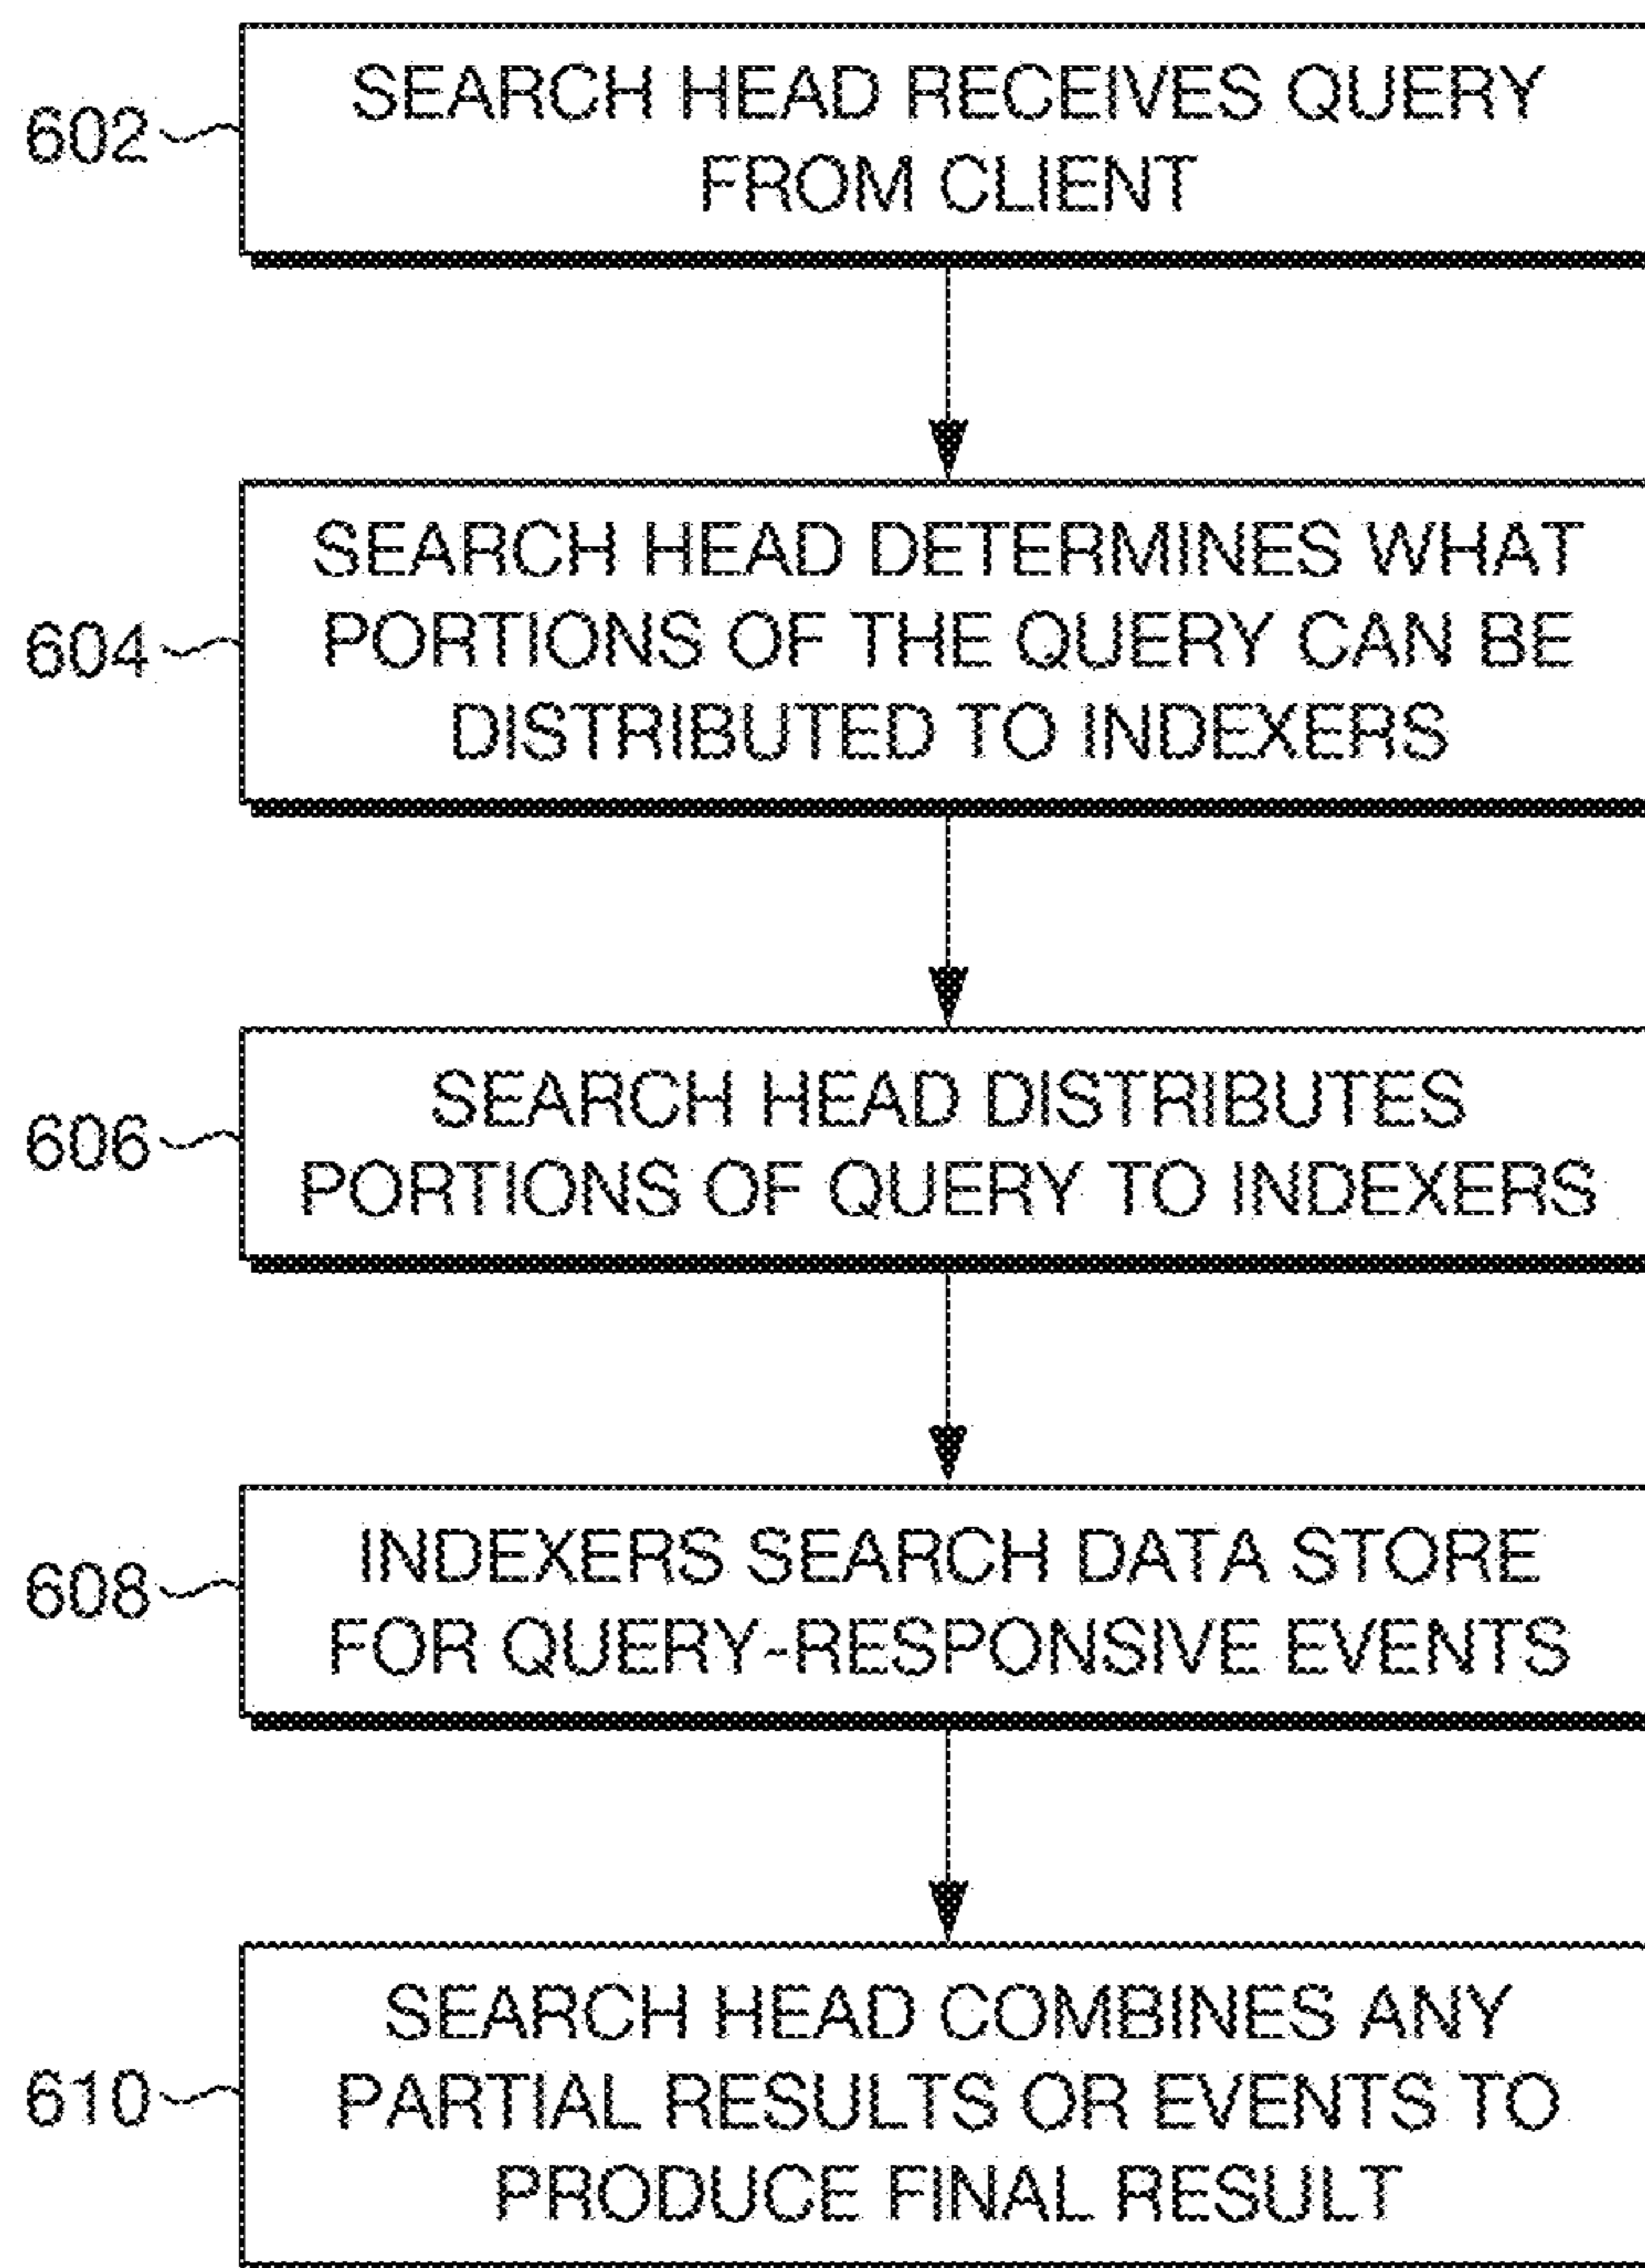 602
SEARCH HEAD RECEIVES QUERY
FROM CLIENT
604
SEARCH HEAD DETERMINES WHAT
PORTIONS OF THE QUERY CAN BE
DISTRIBUTED TO INDEXERS
606
SEARCH HEAD DISTRIBUTES
PORTIONS OF QUERY TO INDEXERS
608
INDEXERS SEARCH DATA STORE
FOR QUERY-RESPONSIVE EVENTS
610
SEARCH HEAD COMBINES ANY
PARTIAL RESULTS OR EVENTS TO
PRODUCE FINAL RESULT